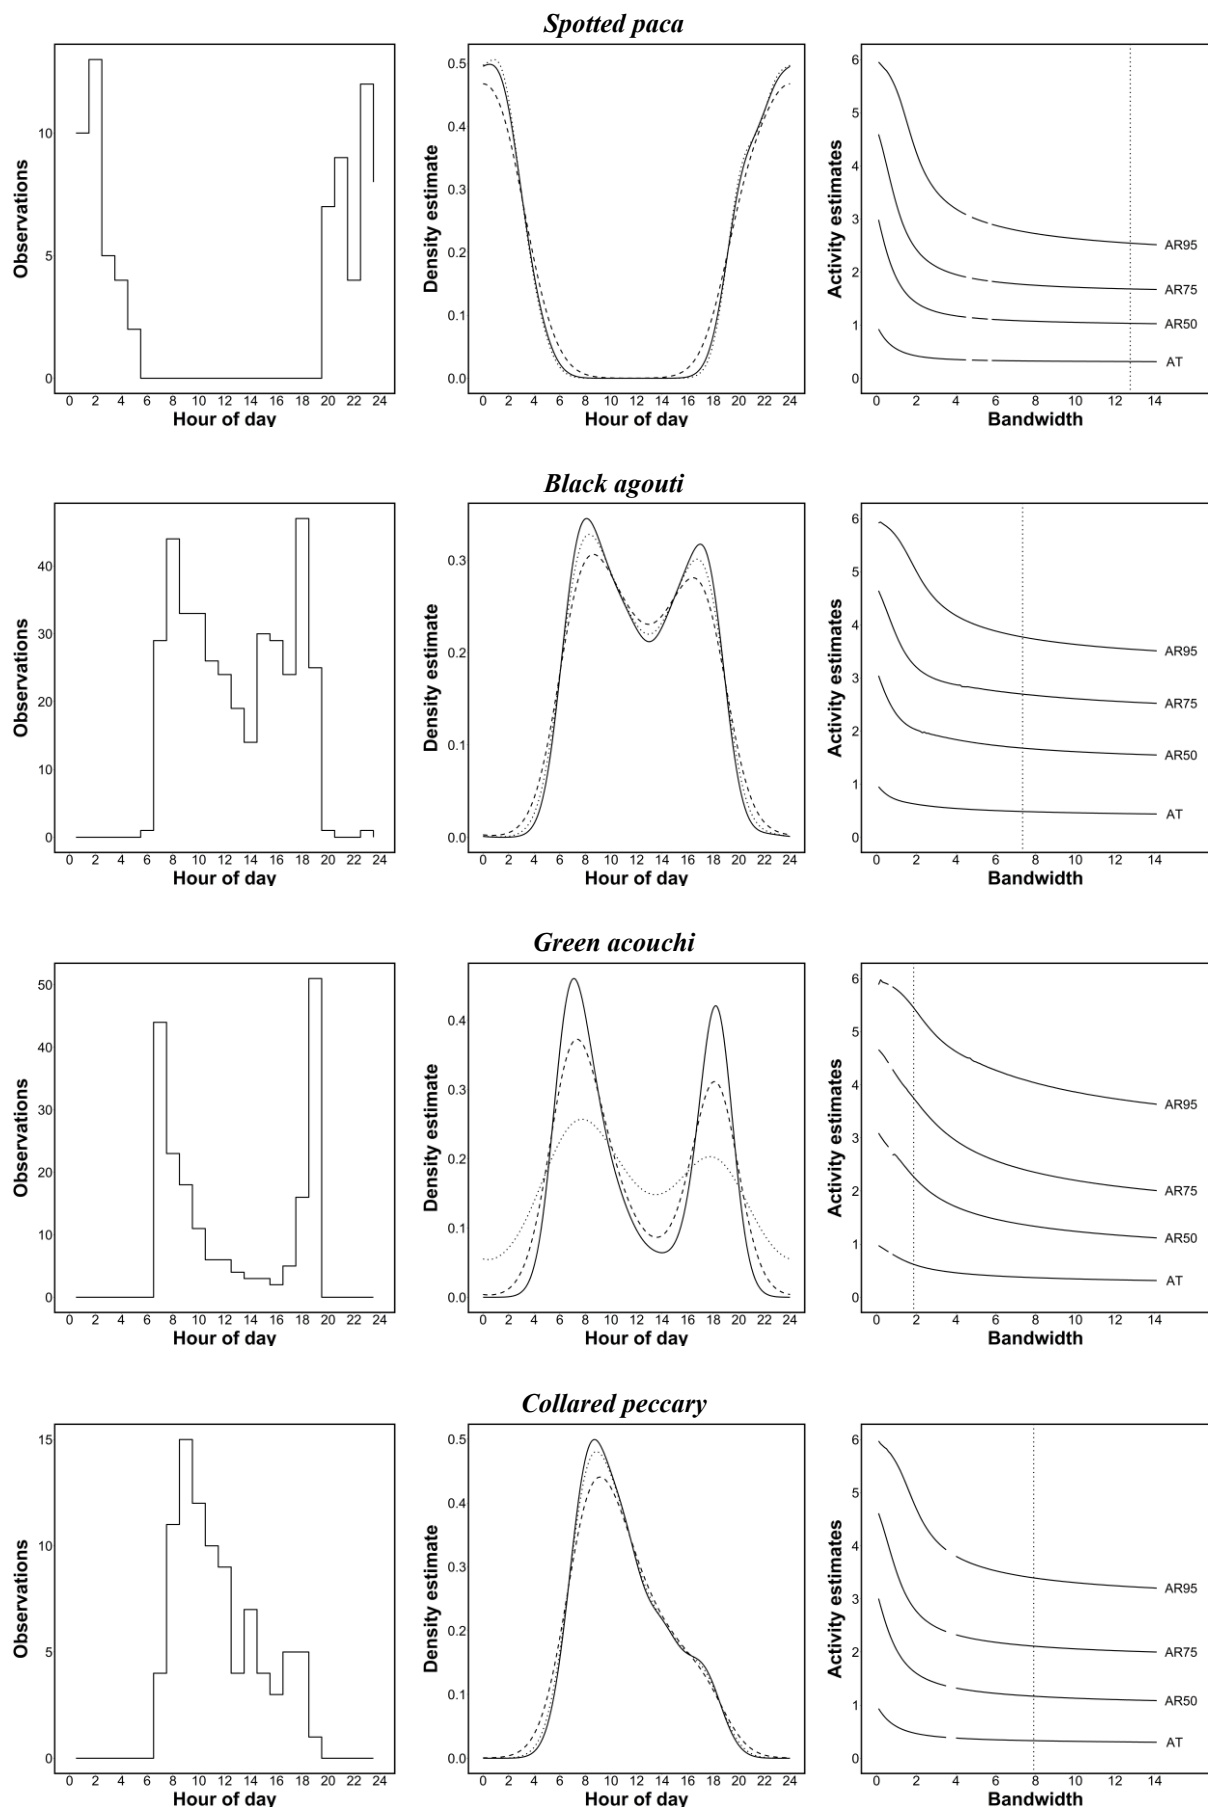 Spotted paca
Observations
10
5
0
0 2 4 6 8 10 12 14 16 18 20 22 24
Hour of day
Density estimate
0.5
0.4
0.3
0.2
0.1
0.0
0 2 4 6 8 10 12 14 16 18 20 22 24
Hour of day
Activity estimates
6
5
4
3
2
1
0
AR95
AR75
AR50
AT
0 2 4 6 8 10 12 14
Bandwidth
Black agouti
Observations
40
30
20
10
0
0 2 4 6 8 10 12 14 16 18 20 22 24
Hour of day
Density estimate
0.3
0.2
0.1
0.0
0 2 4 6 8 10 12 14 16 18 20 22 24
Hour of day
Activity estimates
6
5
4
3
2
1
0
AR95
AR75
AR50
AT
0 2 4 6 8 10 12 14
Bandwidth
Green acouchi
Observations
50
40
30
20
10
0
0 2 4 6 8 10 12 14 16 18 20 22 24
Hour of day
Density estimate
0.4
0.3
0.2
0.1
0.0
0 2 4 6 8 10 12 14 16 18 20 22 24
Hour of day
Activity estimates
6
5
4
3
2
1
0
AR95
AR75
AR50
AT
0 2 4 6 8 10 12 14
Bandwidth
Collared peccary
Observations
15
10
5
0
0 2 4 6 8 10 12 14 16 18 20 22 24
Hour of day
Density estimate
0.5
0.4
0.3
0.2
0.1
0.0
0 2 4 6 8 10 12 14 16 18 20 22 24
Hour of day
Activity estimates
6
5
4
3
2
1
0
AR95
AR75
AR50
AT
0 2 4 6 8 10 12 14
Bandwidth